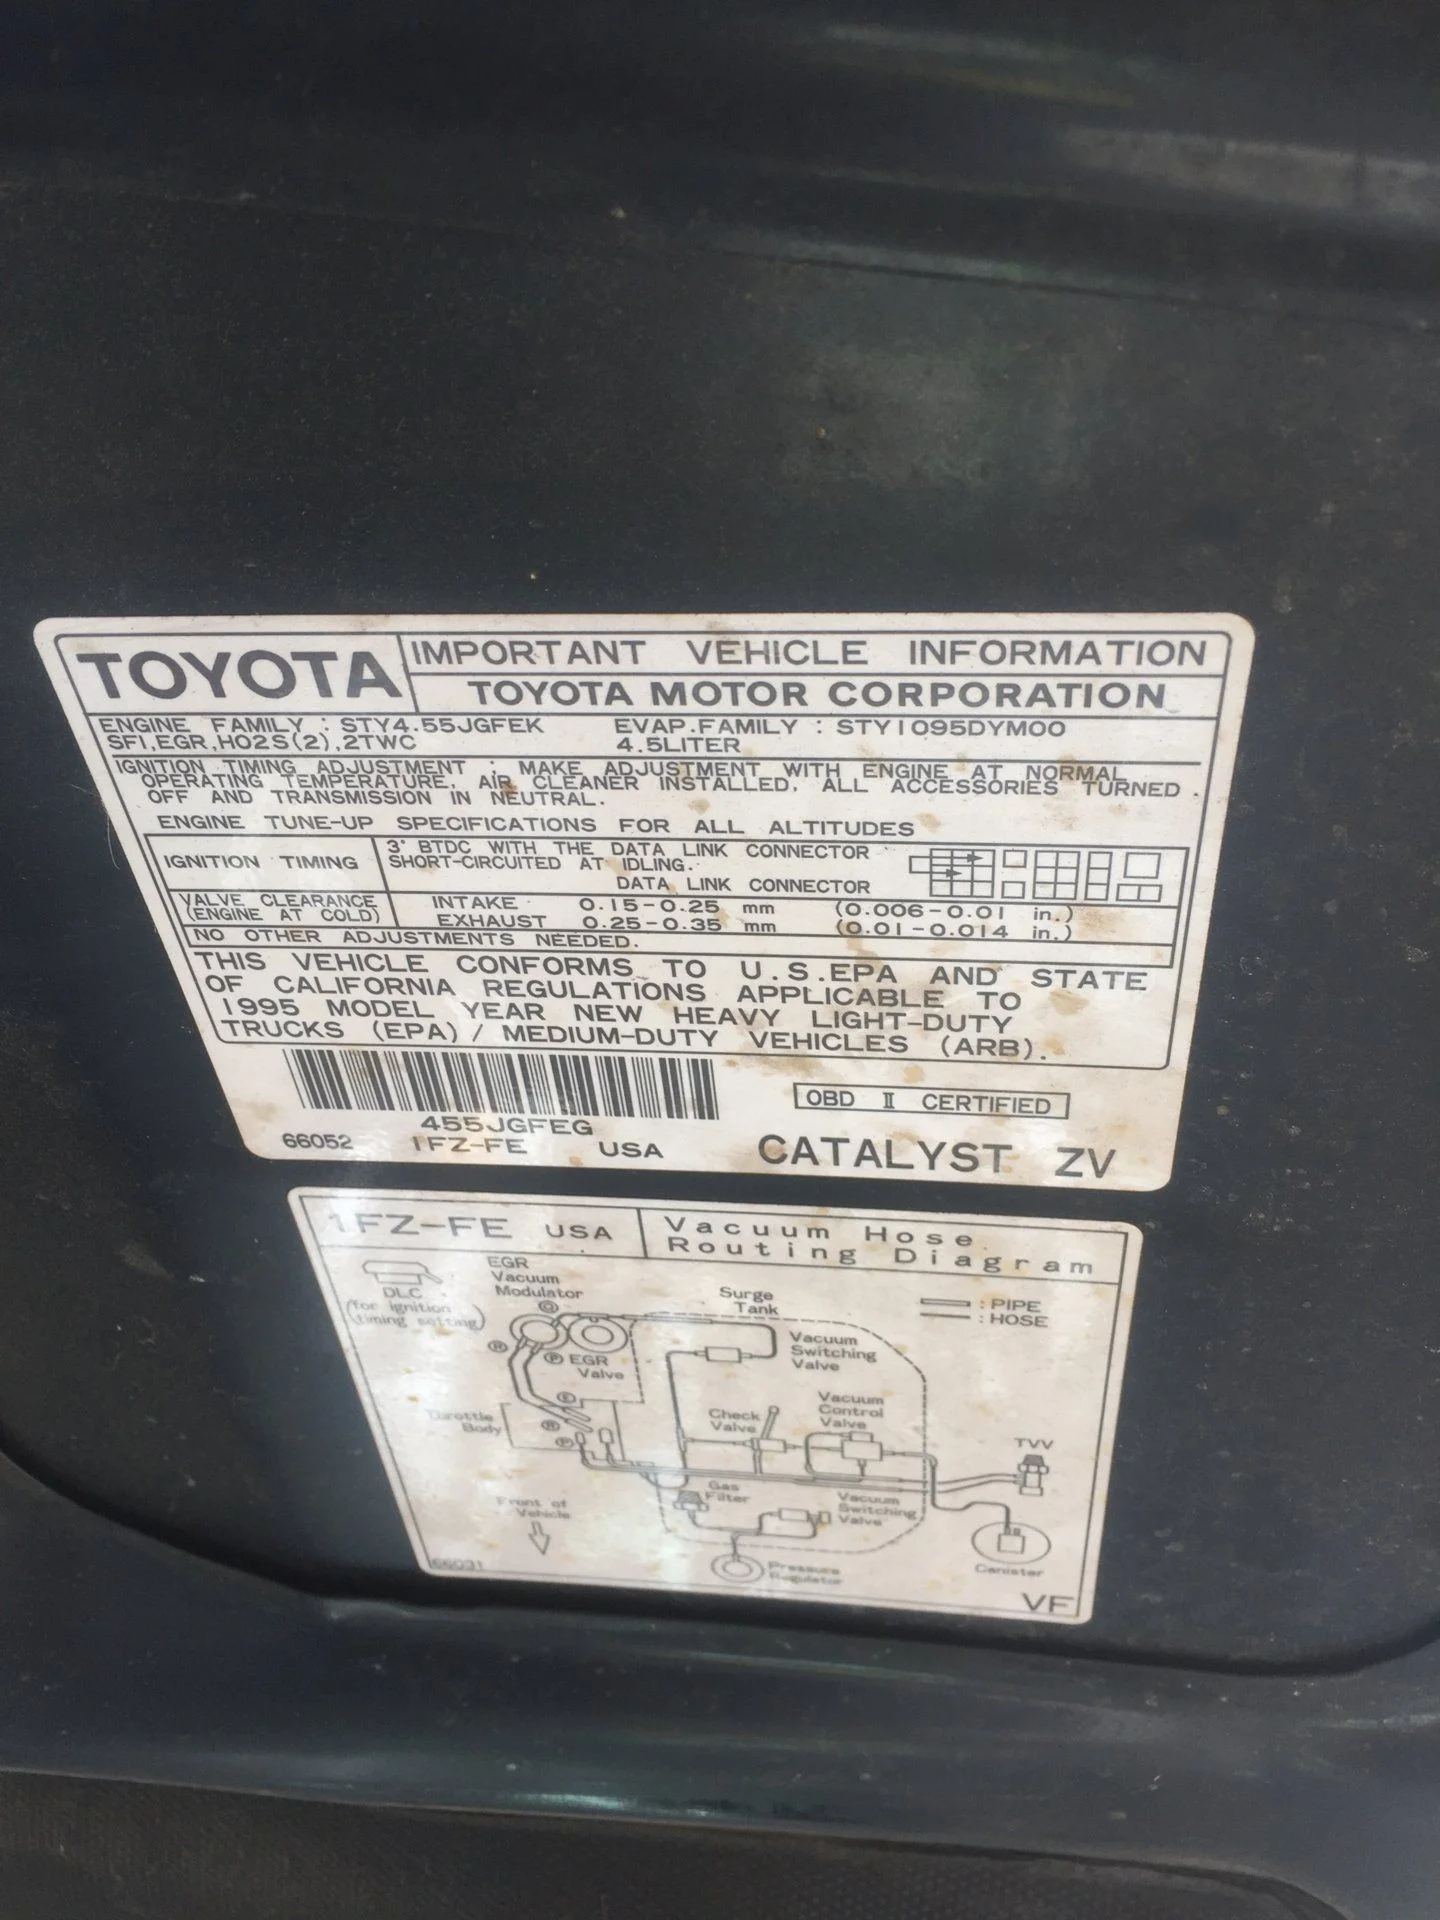 TOYOTA
IMPORTANT VEHICLE INFORMATION
TOYOTA MOTOR CORPORATION
ENGINE FAMILY : STY4.55JGFEK EVAP.FAMILY : STY1095DYM00
SFI,EGR,HO2S(2),2TWC 4.5LITER
IGNITION TIMING ADJUSTMENT : MAKE ADJUSTMENT WITH ENGINE AT NORMAL
OPERATING TEMPERATURE, AIR CLEANER INSTALLED, ALL ACCESSORIES TURNED
OFF AND TRANSMISSION IN NEUTRAL.
ENGINE TUNE-UP SPECIFICATIONS FOR ALL ALTITUDES
IGNITION TIMING
3° BTDC WITH THE DATA LINK CONNECTOR
SHORT-CIRCUITED AT IDLING.
DATA LINK CONNECTOR
VALVE CLEARANCE
(ENGINE AT COLD)
INTAKE 0.15-0.25 mm (0.006-0.01 in.)
EXHAUST 0.25-0.35 mm (0.01-0.014 in.)
NO OTHER ADJUSTMENTS NEEDED.
THIS VEHICLE CONFORMS TO U.S.EPA AND STATE
OF CALIFORNIA REGULATIONS APPLICABLE TO
1995 MODEL YEAR NEW HEAVY LIGHT-DUTY
TRUCKS (EPA) / MEDIUM-DUTY VEHICLES (ARB).
455JGFEG
66052 1FZ-FE USA
OBD II CERTIFIED
CATALYST ZV
1FZ-FE USA
Vacuum Hose
Routing Diagram
DLC
(for ignition
timing setting)
EGR
Vacuum
Modulator
Surge
Tank
: PIPE
: HOSE
Q
R
P EGR
Valve
Vacuum
Switching
Valve
E
R
P
Throttle
Body
Check
Valve
Vacuum
Control
Valve
TVV
Gas
Filter
Vacuum
Switching
Valve
Front of
Vehicle
Pressure
Regulator
Canister
66031
VF